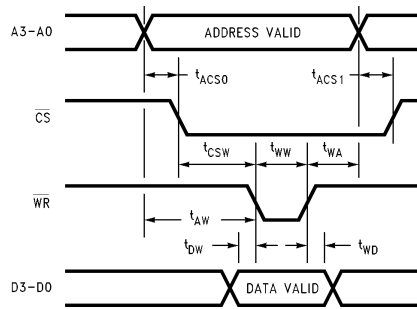 A3-A0 ADDRESS VALID
tACS0 tACS1
CS
tCSW tWW tWA
WR
tAW
tDW tWD
D3-D0 DATA VALID